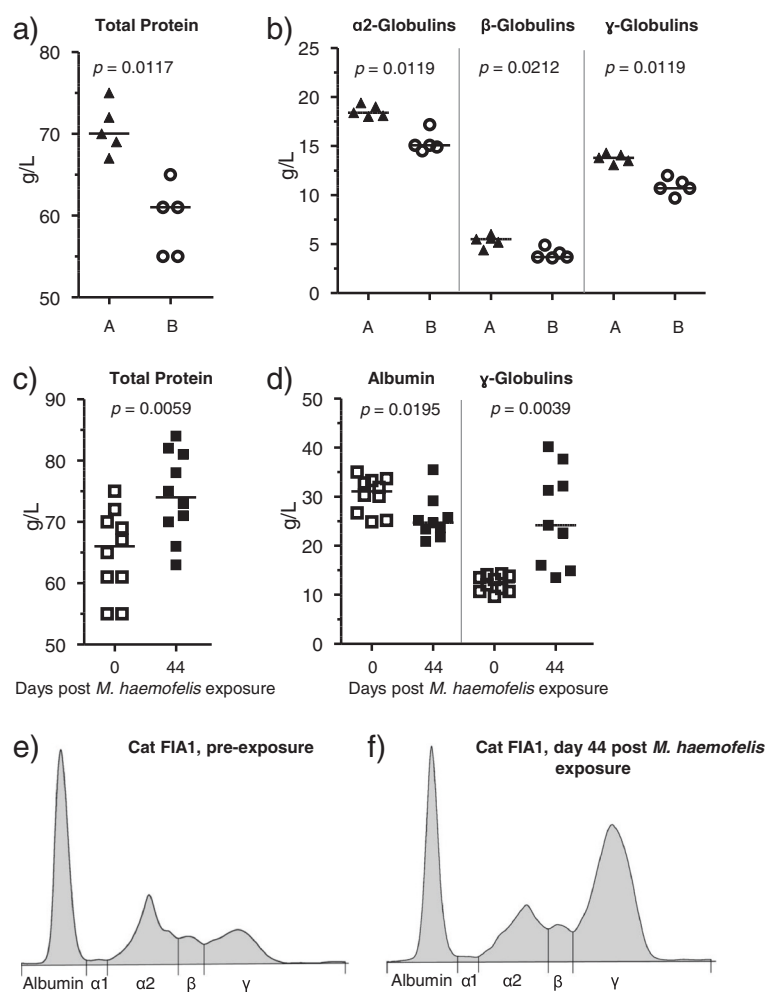 a)
Total Protein
p = 0.0117
80
70
60
50
g/L
A
B
b)
α2-Globulins
β-Globulins
ɣ-Globulins
p = 0.0119
p = 0.0212
p = 0.0119
25
20
15
10
5
0
g/L
A
B
A
B
A
B
c)
Total Protein
p = 0.0059
90
80
70
60
50
g/L
0
44
Days post M. haemofelis exposure
d)
Albumin
ɣ-Globulins
p = 0.0195
p = 0.0039
50
40
30
20
10
0
g/L
0
44
0
44
Days post M. haemofelis exposure
e)
Cat FIA1, pre-exposure
Albumin
α1
α2
β
γ
f)
Cat FIA1, day 44 post M. haemofelis
exposure
Albumin
α1
α2
β
γ